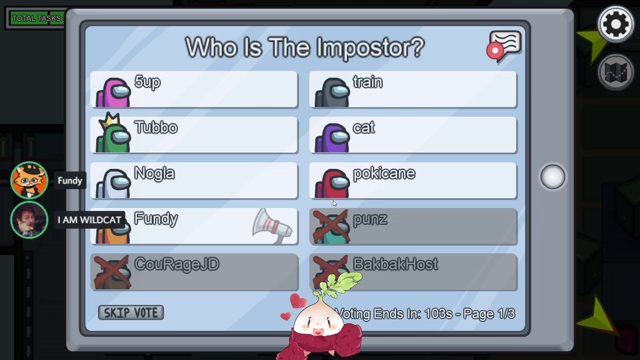 TOTAL TASKS
Who Is The Impostor?
5up
train
Tubbo
cat
Nogla
pokicane
Fundy
punz
CouRageJD
BakbakHost
Fundy
I AM WILDCAT
SKIP VOTE
Voting Ends In: 103s - Page 1/3